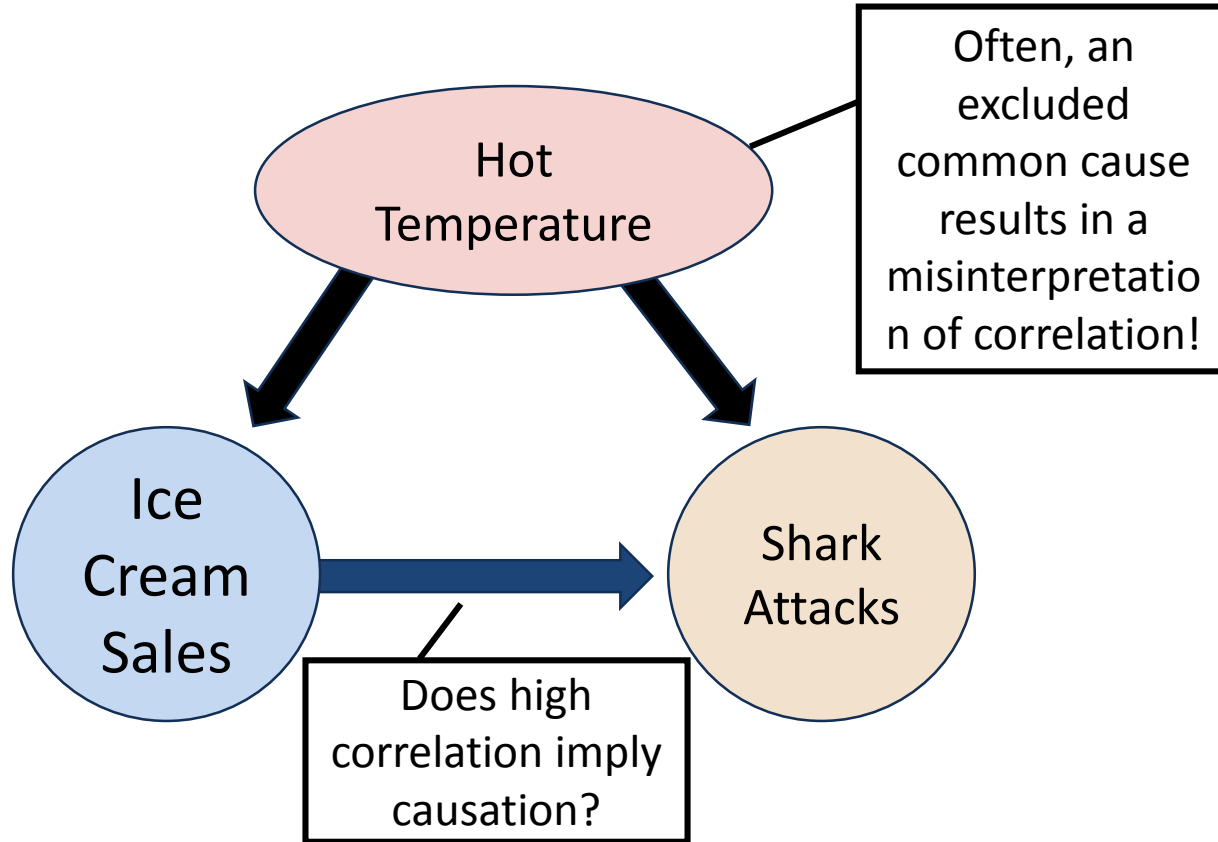 Often, an
excluded
common cause
results in a
misinterpretatio
n of correlation!
Hot
Temperature
Ice
Cream
Sales
Shark
Attacks
Does high
correlation imply
causation?